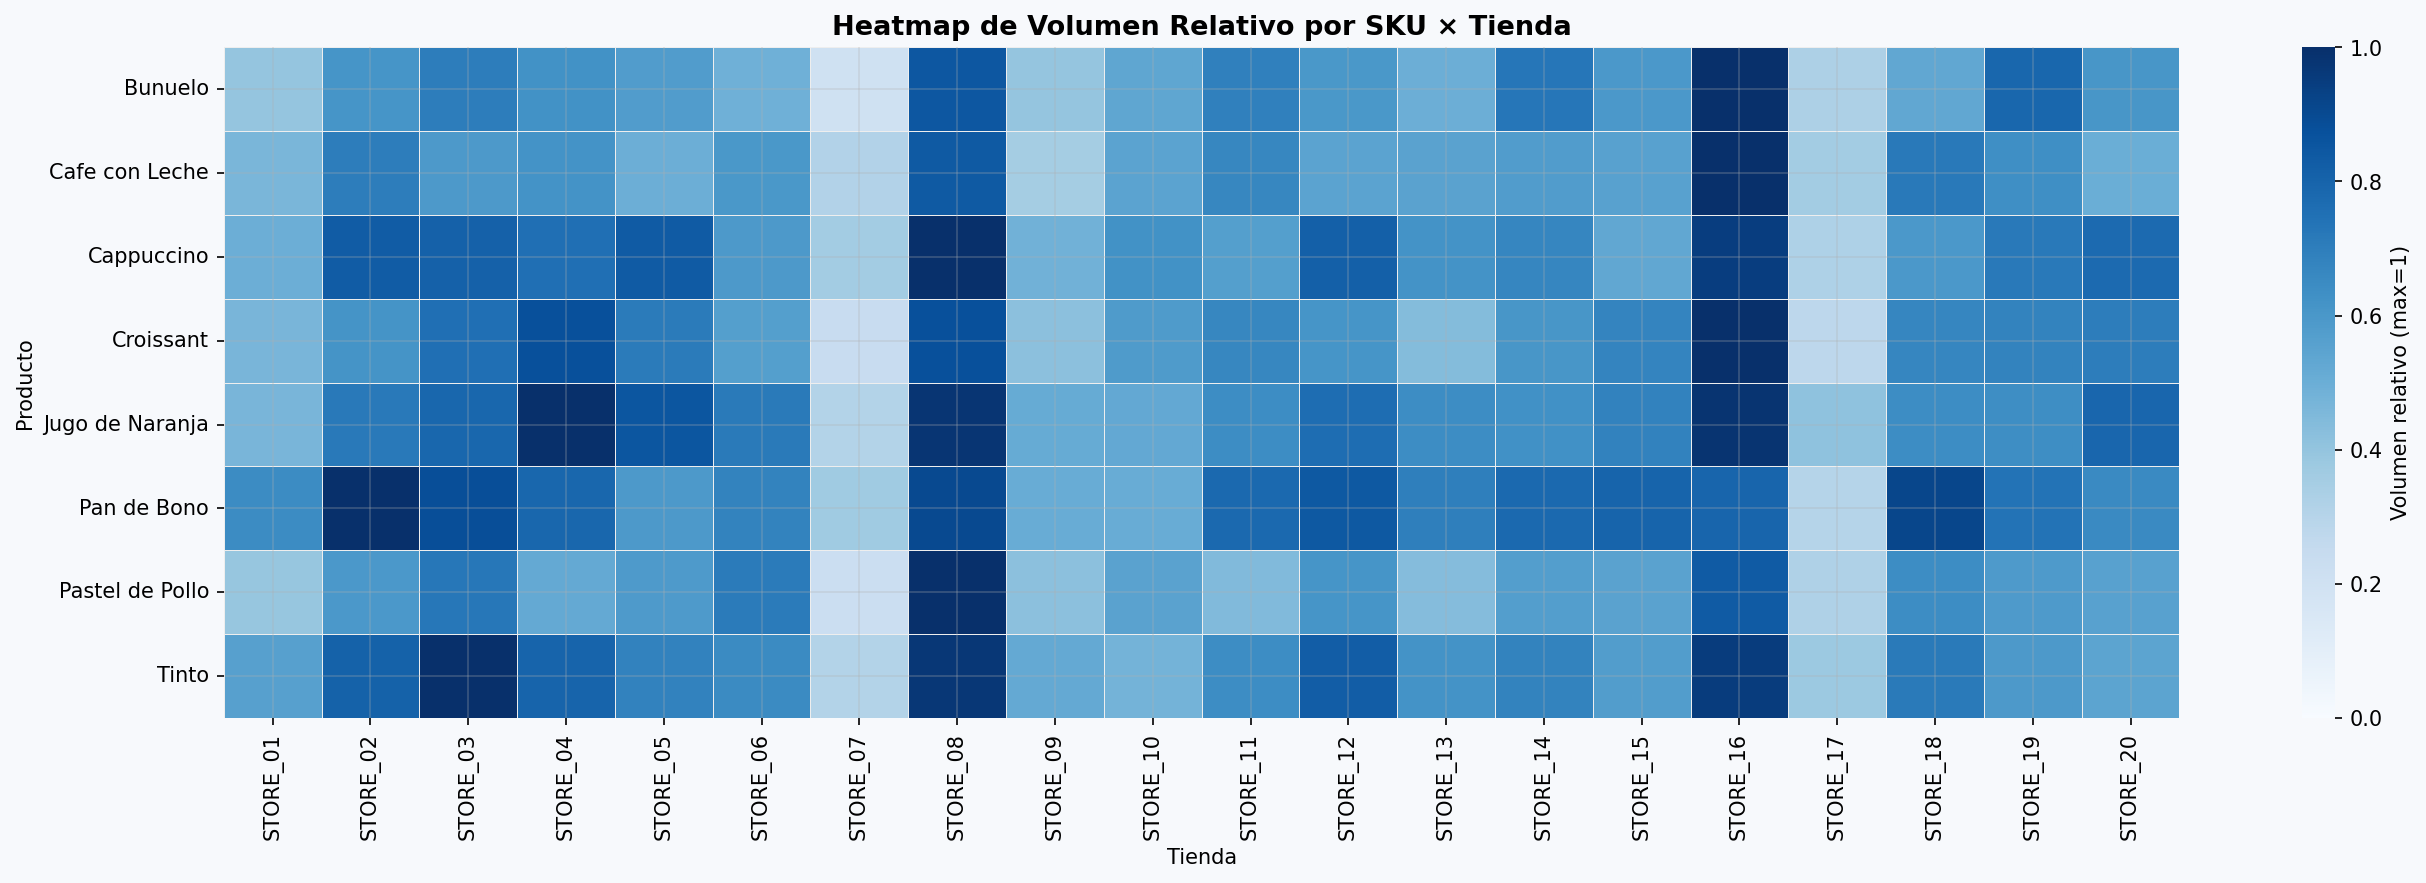 Heatmap de Volumen Relativo por SKU × Tienda
Producto
Bunuelo
Cafe con Leche
Cappuccino
Croissant
Jugo de Naranja
Pan de Bono
Pastel de Pollo
Tinto
STORE_01
STORE_02
STORE_03
STORE_04
STORE_05
STORE_06
STORE_07
STORE_08
STORE_09
STORE_10
STORE_11
STORE_12
STORE_13
STORE_14
STORE_15
STORE_16
STORE_17
STORE_18
STORE_19
STORE_20
Tienda
1.0
0.8
0.6
0.4
0.2
0.0
Volumen relativo (max=1)